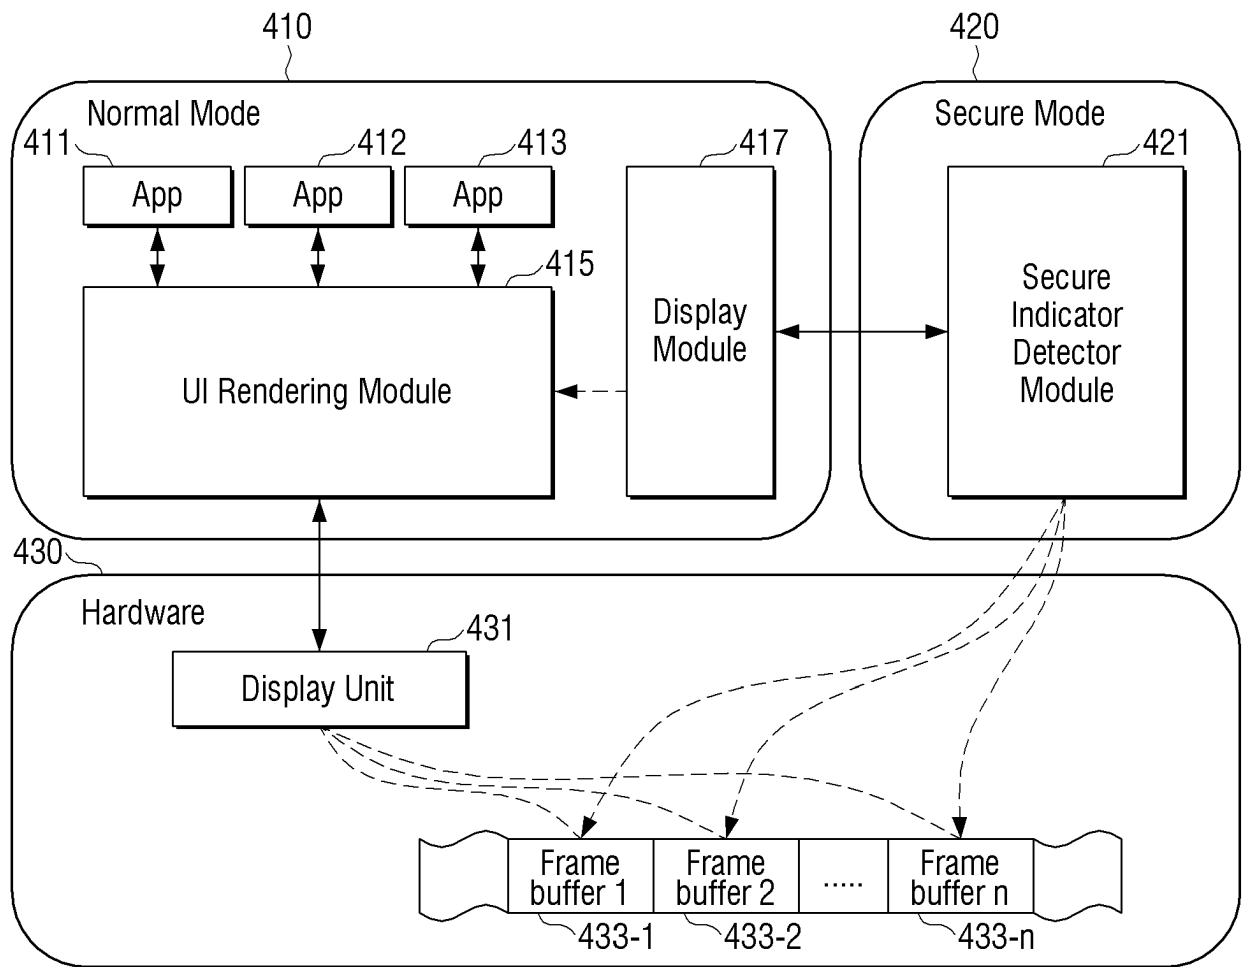 410
420
Normal Mode
Secure Mode
411
412
413
417
421
App
App
App
415
Display
Module
Secure
Indicator
Detector
Module
UI Rendering Module
430
Hardware
431
Display Unit
Frame
buffer 1
Frame
buffer 2
.....
Frame
buffer n
433-1
433-2
433-n